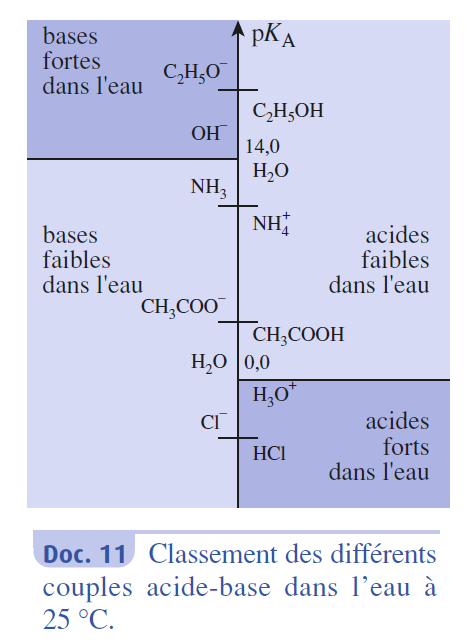 bases
fortes
dans l'eau
pKA
C₂H₅O⁻
C₂H₅OH
OH⁻
14,0
H₂O
NH₃
NH₄⁺
bases
faibles
dans l'eau
acides
faibles
dans l'eau
CH₃COO⁻
CH₃COOH
H₂O
0,0
H₃O⁺
Cl⁻
HCl
acides
forts
dans l'eau
Doc. 11 Classement des différents
couples acide-base dans l'eau à
25 °C.